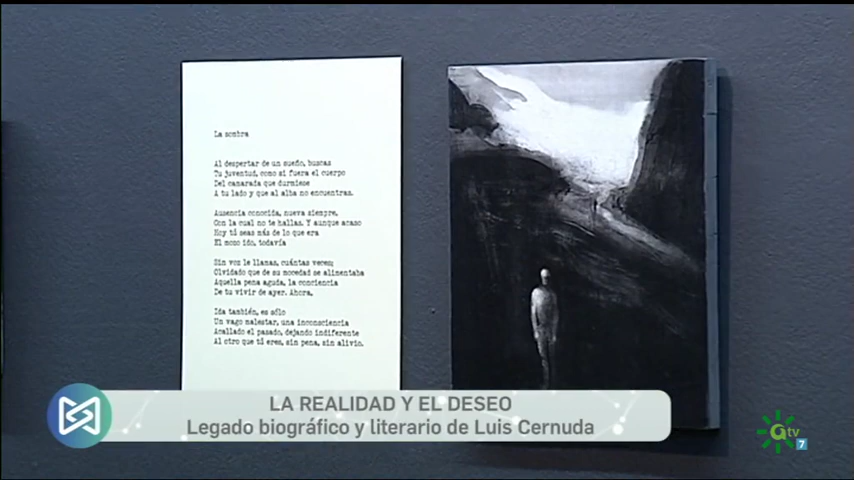 La sombra
Al despertar de un sueño, buscas
Tu juventud, como si fuera el cuerpo
Del camarada que durmiese
A tu lado y que al alba no encuentras.
Ausencia conocida, nueva siempre,
Con la cual no te hallas. Y aunque acaso
Hoy tú seas más de lo que era
El mozo ido, todavía
Sin voz le llamas, cuántas veces;
Olvidado que de su mocedad se alimentaba
Aquella pena aguda, la conciencia
De tu vivir de ayer. Ahora,
Ida también, es sólo
Un vago malestar, una inconsciencia
Acallado el pasado, dejando indiferente
Al otro que tú eres, sin pena, sin alivio.
LA REALIDAD Y EL DESEO
Legado biográfico y literario de Luis Cernuda
Gtv
7